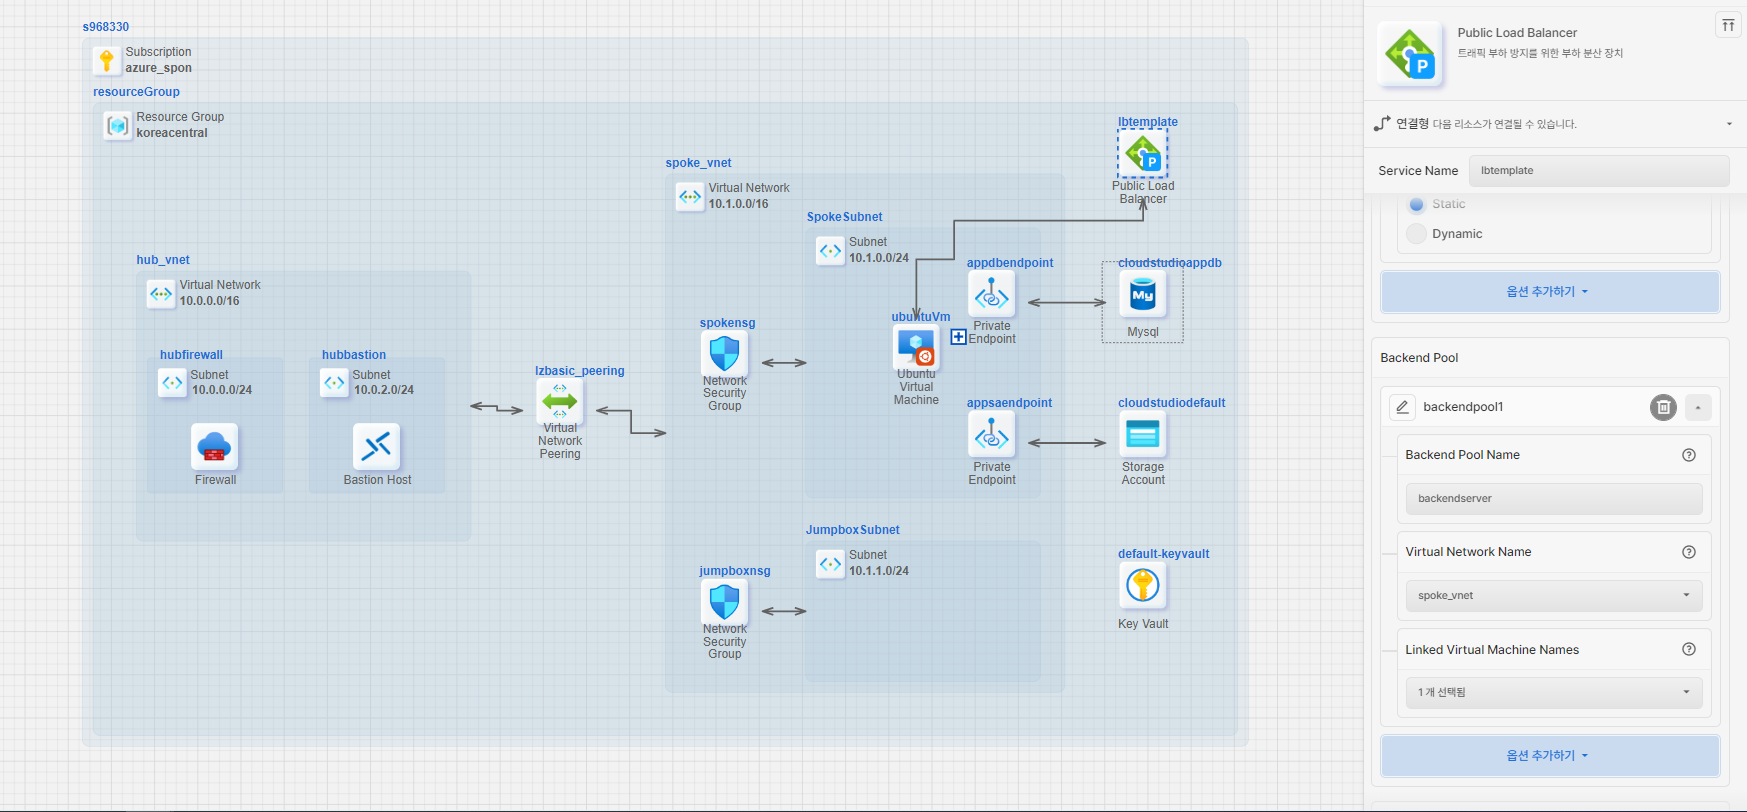 s968330
Subscription
azure_spon
resourceGroup
Resource Group
koreacentral
hub_vnet
Virtual Network
10.0.0.0/16
hubfirewall
Subnet
10.0.0.0/24
Firewall
hubbastion
Subnet
10.0.2.0/24
Bastion Host
lzbasic_peering
Virtual
Network
Peering
spoke_vnet
Virtual Network
10.1.0.0/16
spokensg
Network
Security
Group
SpokeSubnet
Subnet
10.1.0.0/24
ubuntuVm
Ubuntu
Virtual
Machine
appdbendpoint
Private
Endpoint
appsaendpoint
Private
Endpoint
jumpboxnsg
Network
Security
Group
JumpboxSubnet
Subnet
10.1.1.0/24
lbtemplate
P
Public Load
Balancer
cloudstudioappdb
My
Mysql
cloudstudiodefault
Storage
Account
default-keyvault
Key Vault
P
Public Load Balancer
트래픽 부하 방지를 위한 부하 분산 장치
연결형 다음 리소스가 연결될 수 있습니다.
Service Name
lbtemplate
Static
Dynamic
옵션 추가하기
Backend Pool
backendpool1
Backend Pool Name
backendserver
Virtual Network Name
spoke_vnet
Linked Virtual Machine Names
1 개 선택됨
옵션 추가하기